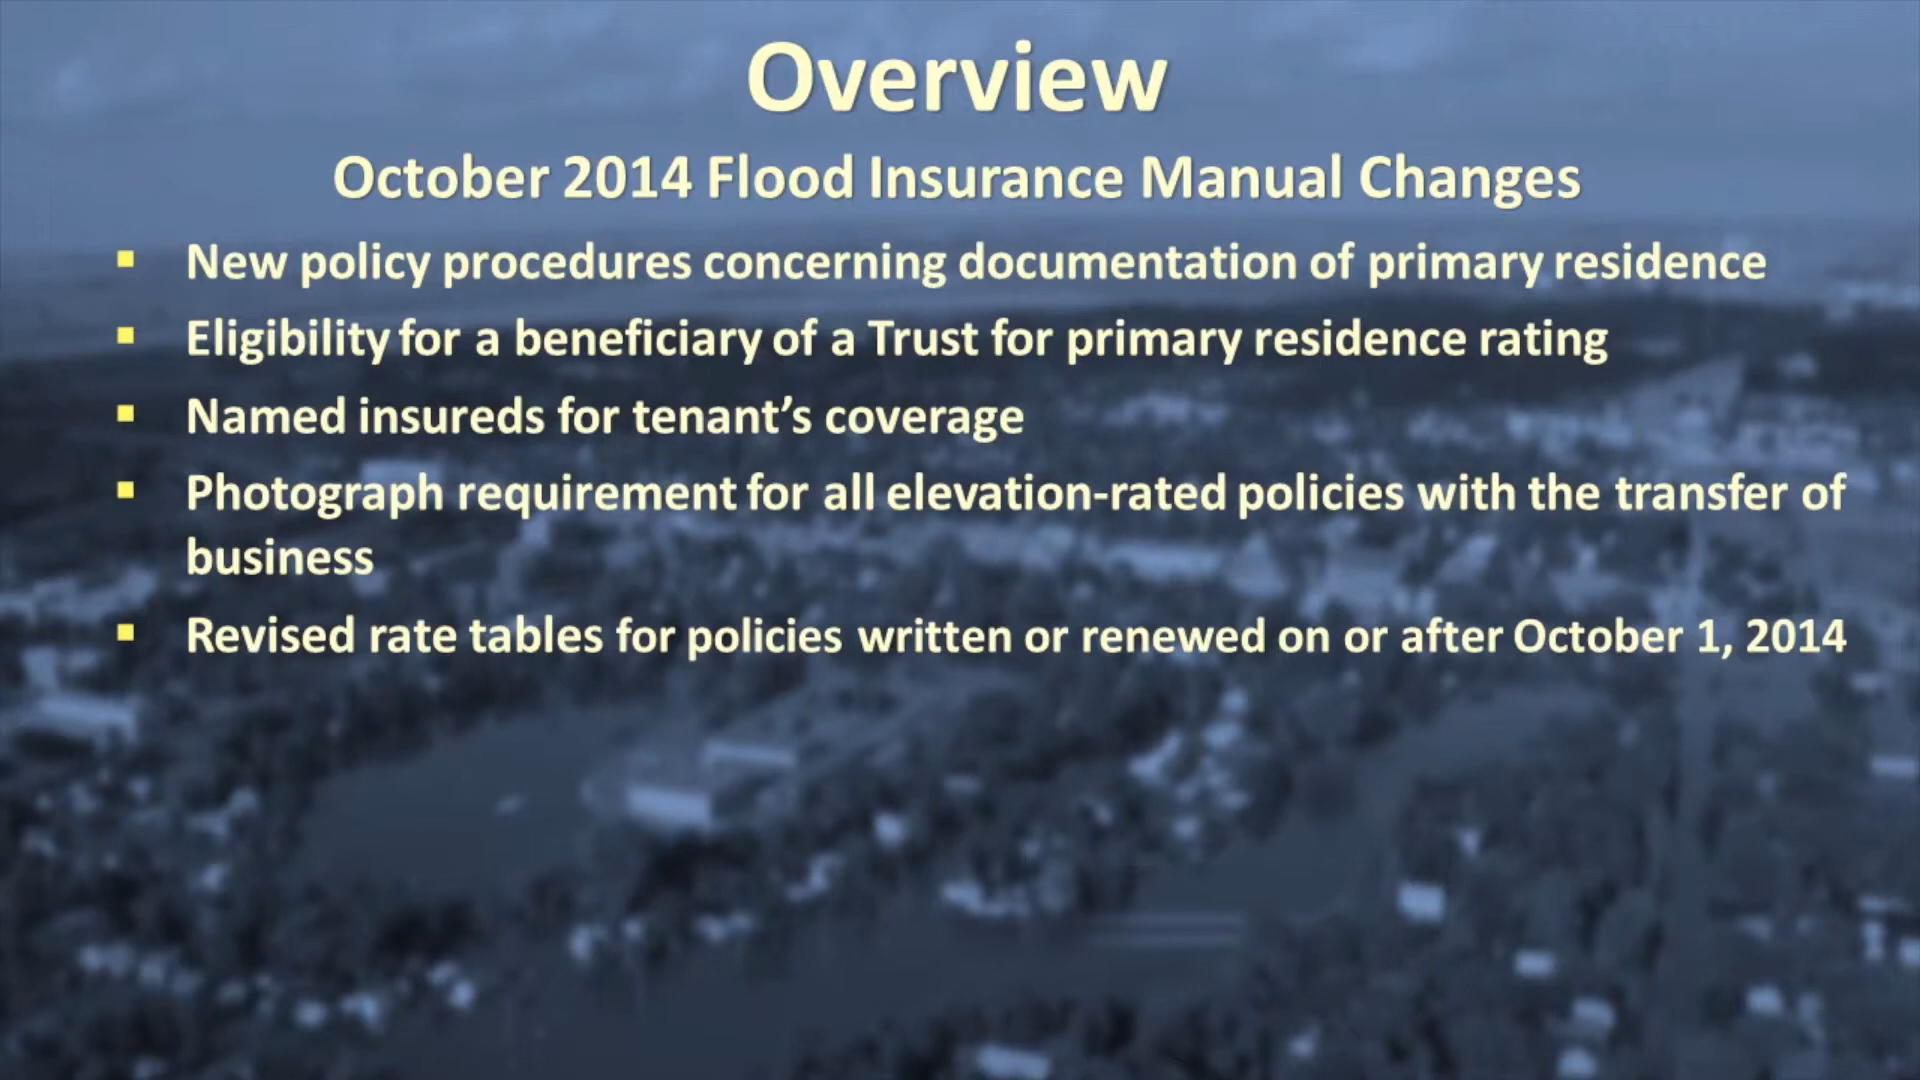 Overview
October 2014 Flood Insurance Manual Changes
▪ New policy procedures concerning documentation of primary residence
▪ Eligibility for a beneficiary of a Trust for primary residence rating
▪ Named insureds for tenant’s coverage
▪ Photograph requirement for all elevation-rated policies with the transfer of
business
▪ Revised rate tables for policies written or renewed on or after October 1, 2014